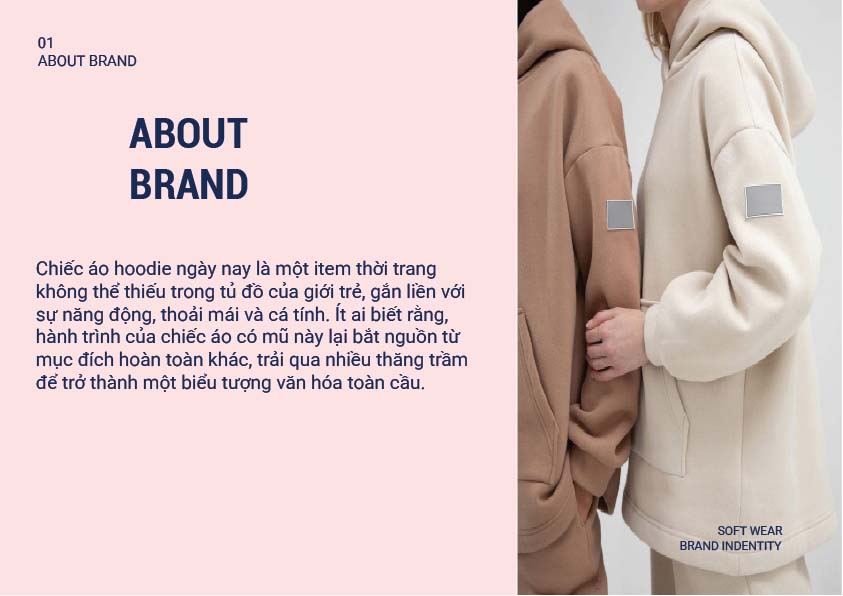 01
ABOUT BRAND
ABOUT
BRAND
Chiếc áo hoodie ngày nay là một item thời trang
không thể thiếu trong tủ đồ của giới trẻ, gắn liền với
sự năng động, thoải mái và cá tính. Ít ai biết rằng,
hành trình của chiếc áo có mũ này lại bắt nguồn từ
mục đích hoàn toàn khác, trải qua nhiều thăng trầm
để trở thành một biểu tượng văn hóa toàn cầu.
SOFT WEAR
BRAND INDENTITY